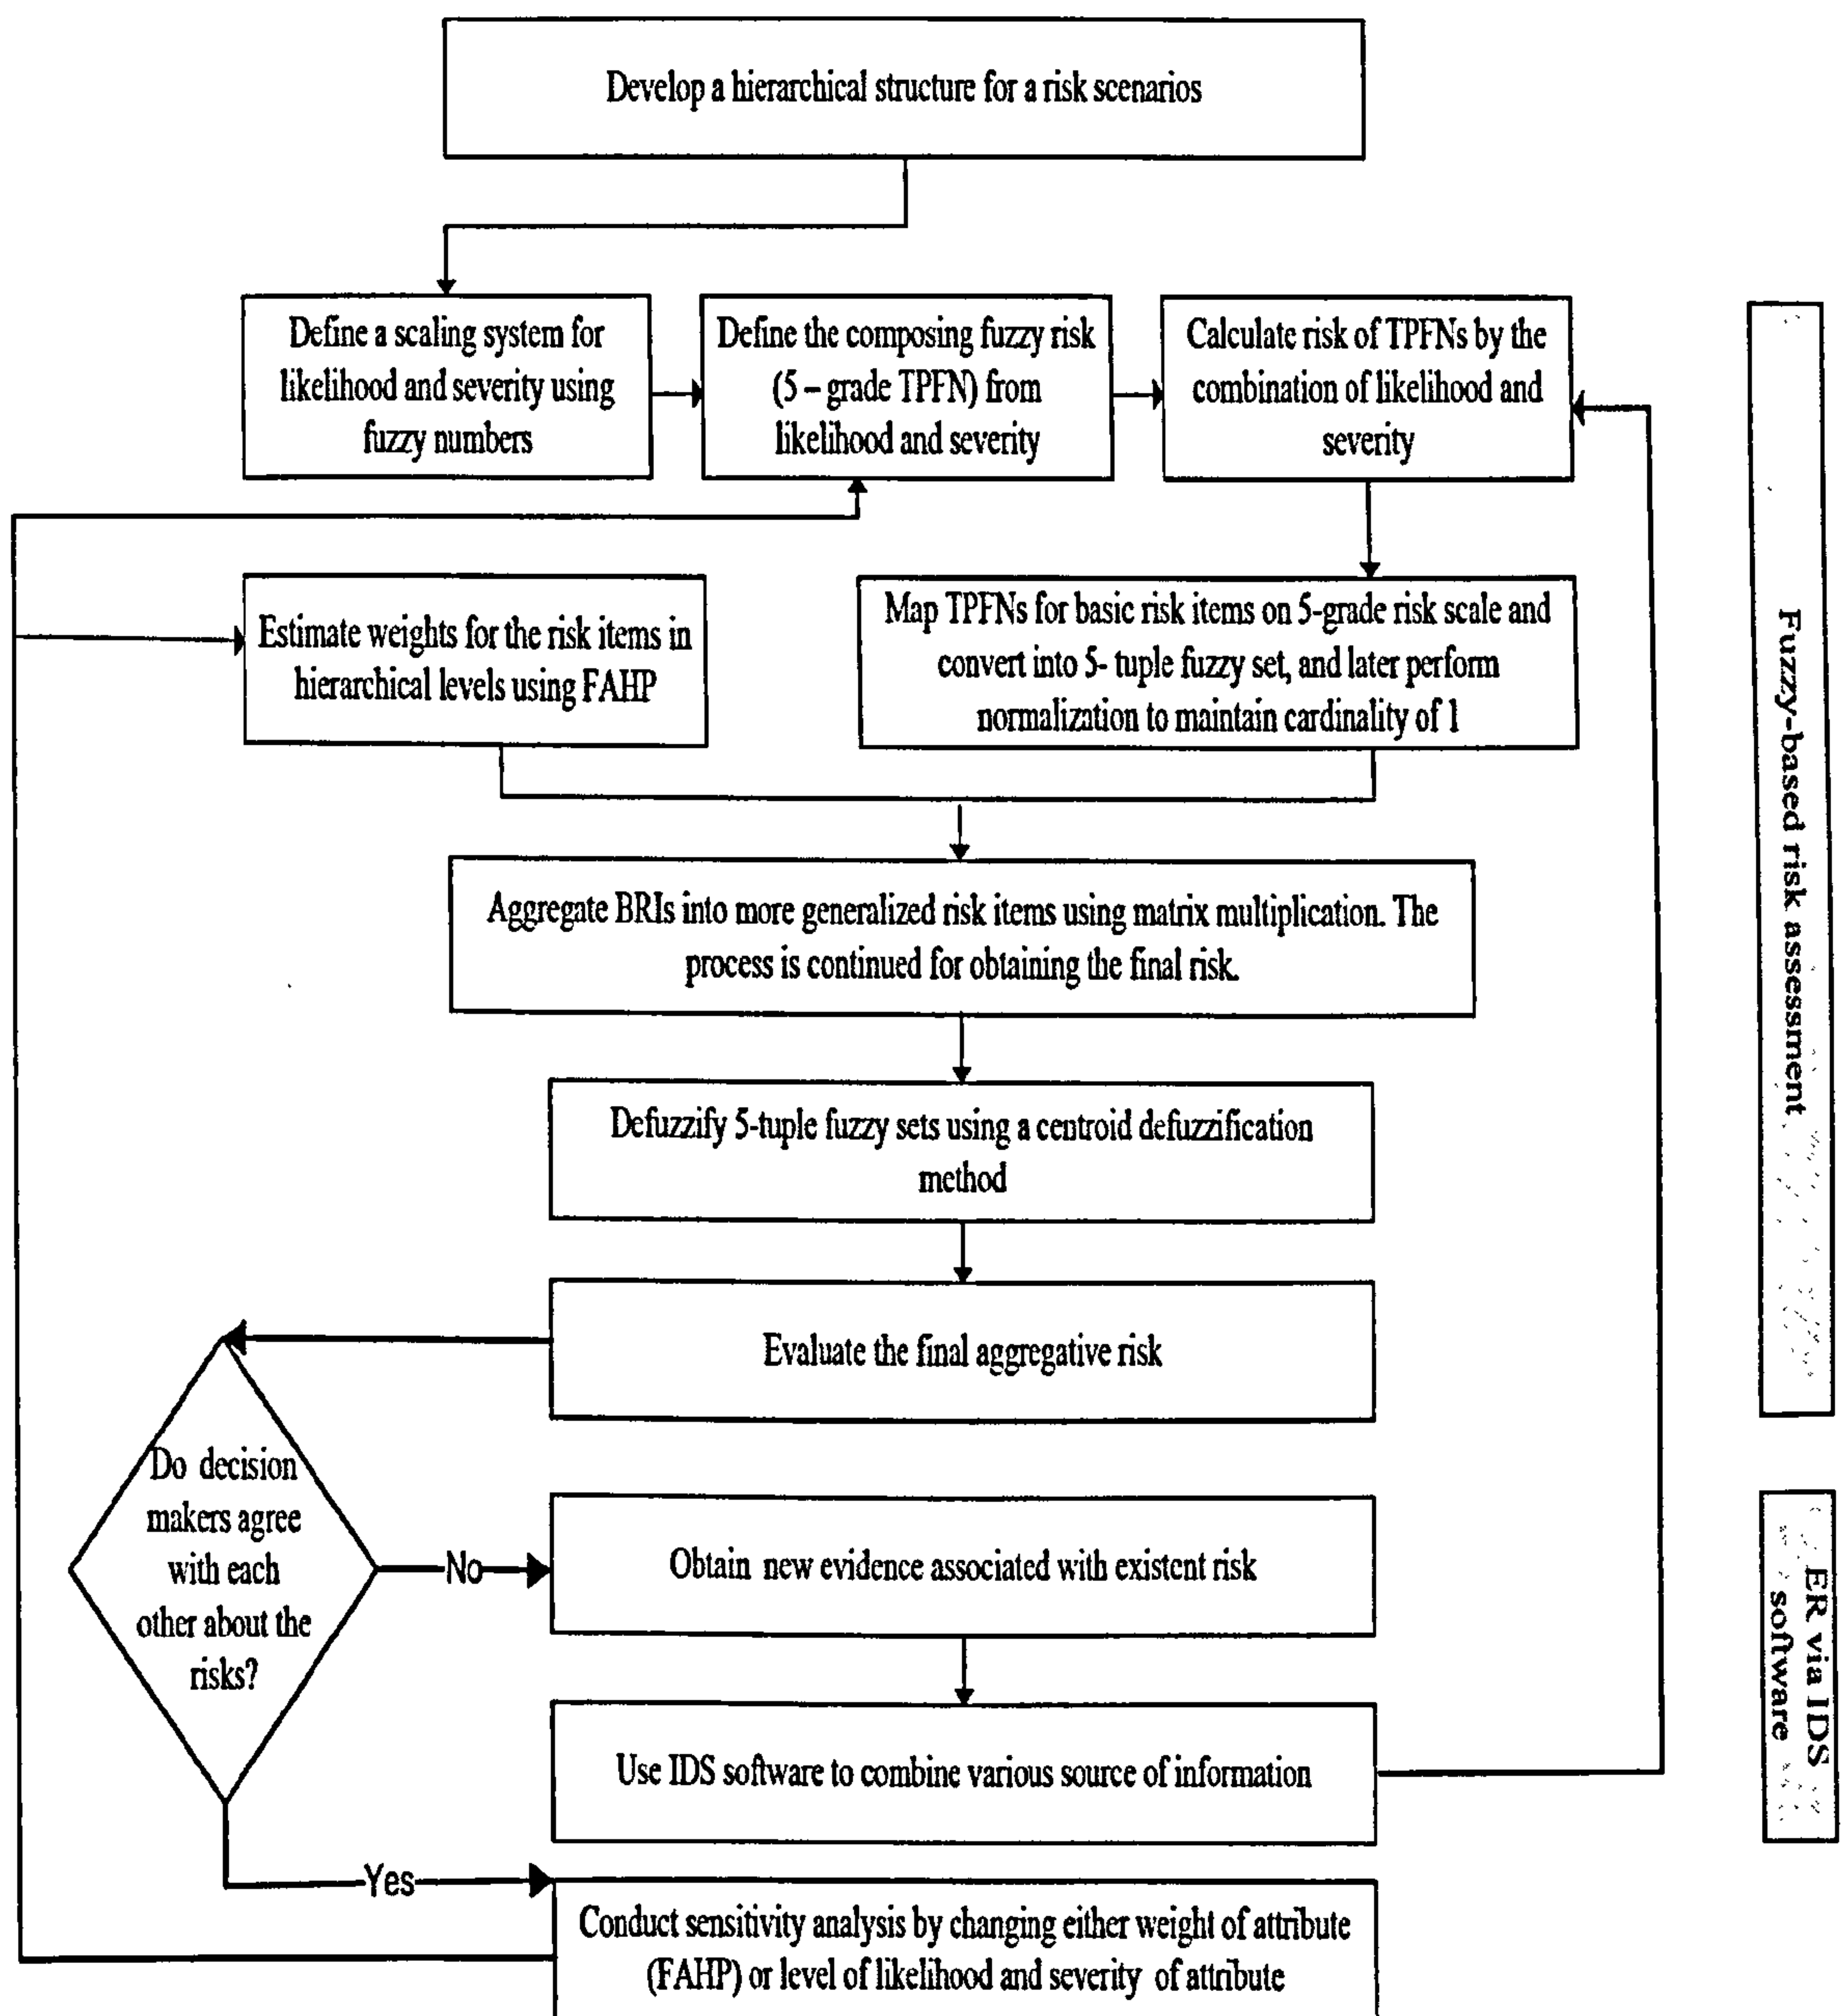 Develop a hierarchical structure for a risk scenarios
Define a scaling system for
likelihood and severity using
fuzzy numbers
Define the composing fuzzy risk
(5 – grade TPFN) from
likelihood and severity
Calculate risk of TPFNs by the
combination of likelihood and
severity
Estimate weights for the risk items in
hierarchical levels using FAHP
Map TPFNs for basic risk items on 5-grade risk scale and
convert into 5- tuple fuzzy set, and later perform
normalization to maintain cardinality of 1
Aggregate BRIs into more generalized risk items using matrix multiplication. The
process is continued for obtaining the final risk.
Defuzzify 5-tuple fuzzy sets using a centroid defuzzification
method
Evaluate the final aggregative risk
Do decision
makers agree
with each
other about the
risks?
No
Obtain new evidence associated with existent risk
Use IDS software to combine various source of information
Yes
Conduct sensitivity analysis by changing either weight of attribute
(FAHP) or level of likelihood and severity of attribute
Fuzzy-based risk assessment
ER via IDS
software